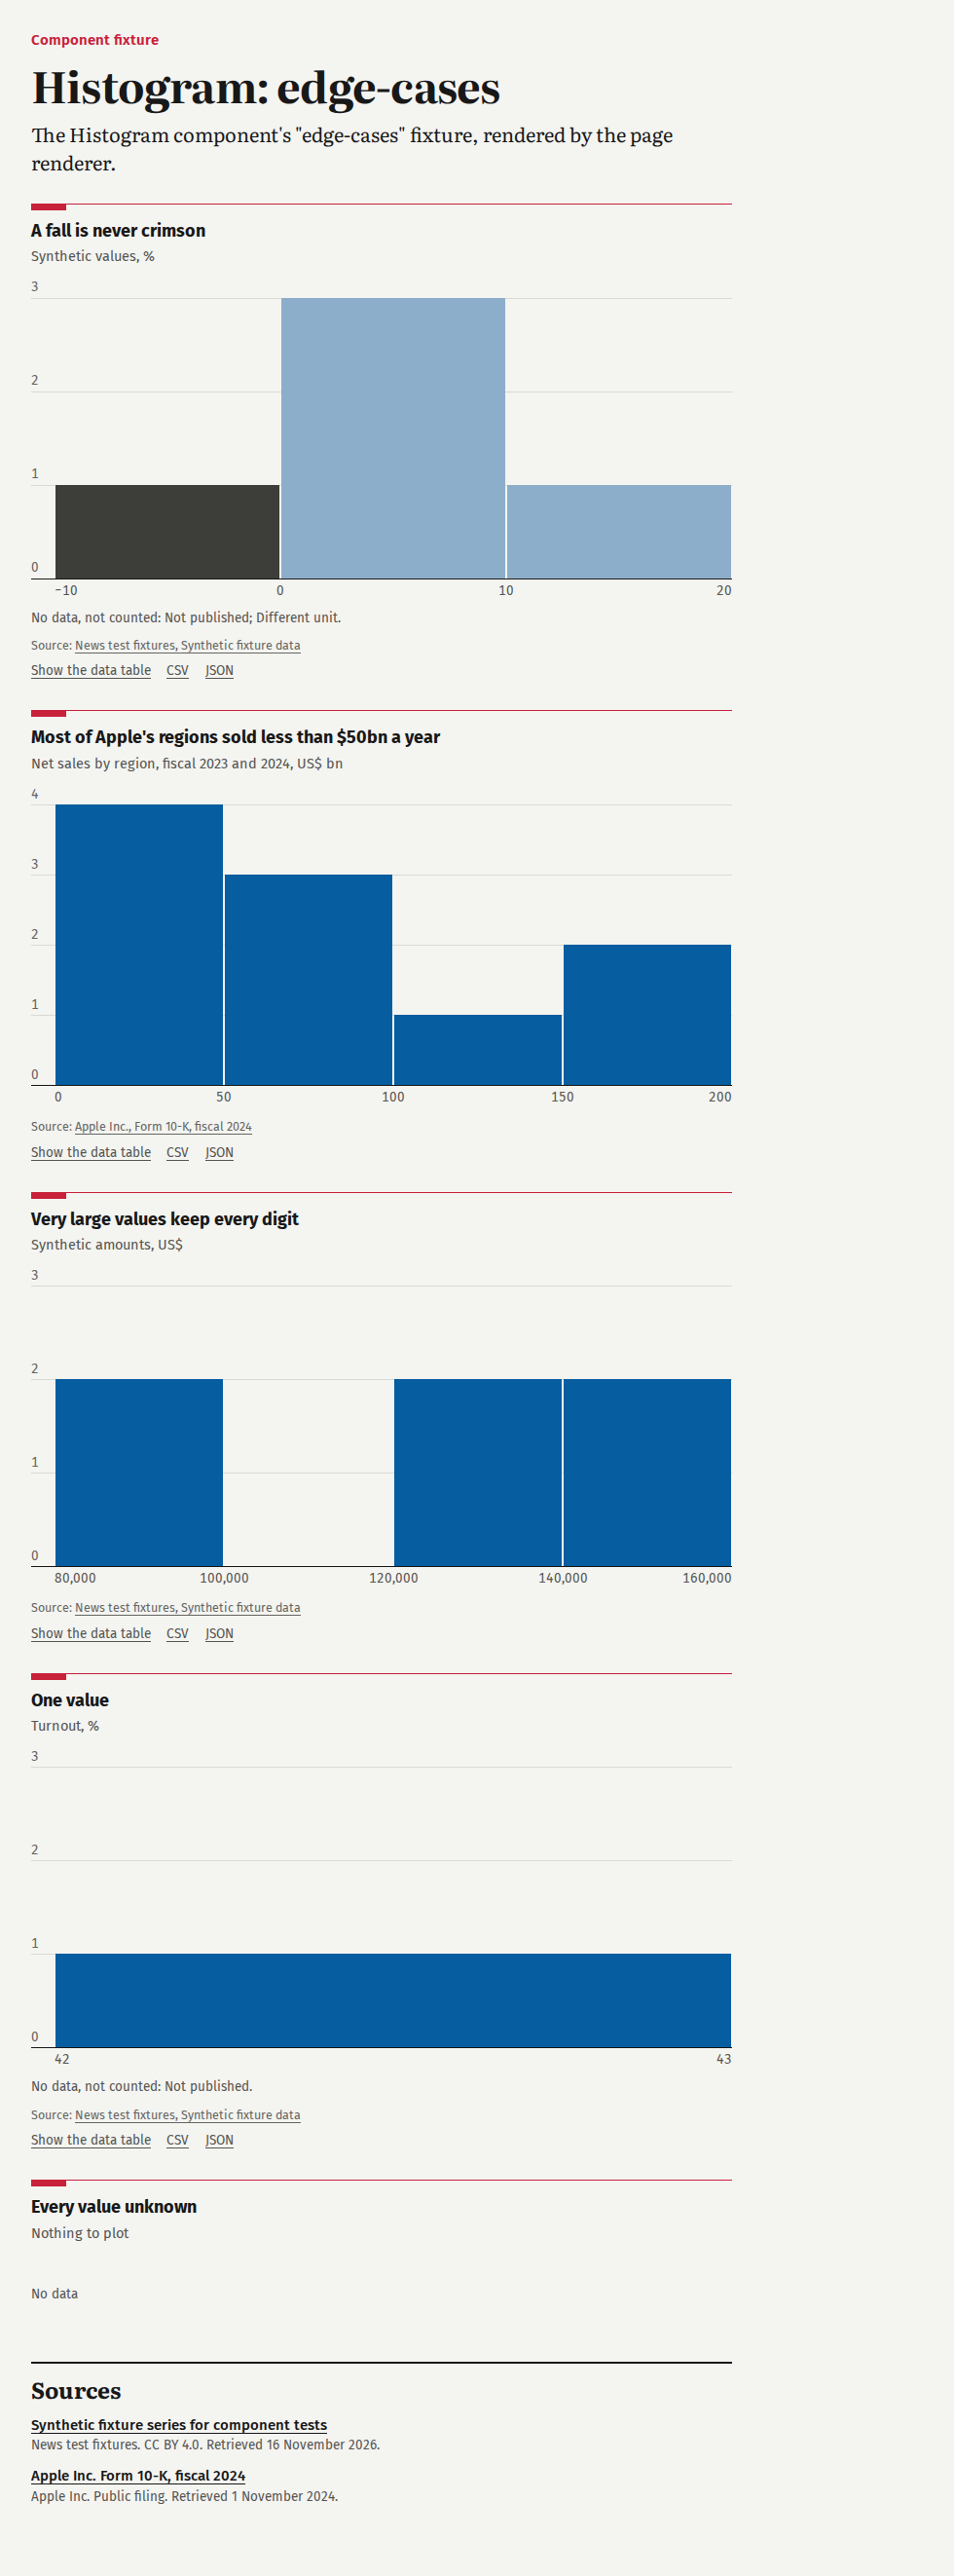 Component fixture
Histogram: edge-cases
The Histogram component's "edge-cases" fixture, rendered by the page
renderer.
A fall is never crimson
Synthetic values, %
3
2
1
0
−10 0 10 20
No data, not counted: Not published; Different unit.
Source: News test fixtures, Synthetic fixture data
Show the data table CSV JSON
Most of Apple's regions sold less than $50bn a year
Net sales by region, fiscal 2023 and 2024, US$ bn
4
3
2
1
0
0 50 100 150 200
Source: Apple Inc., Form 10-K, fiscal 2024
Show the data table CSV JSON
Very large values keep every digit
Synthetic amounts, US$
3
2
1
0
80,000 100,000 120,000 140,000 160,000
Source: News test fixtures, Synthetic fixture data
Show the data table CSV JSON
One value
Turnout, %
3
2
1
0
42 43
No data, not counted: Not published.
Source: News test fixtures, Synthetic fixture data
Show the data table CSV JSON
Every value unknown
Nothing to plot
No data
Sources
Synthetic fixture series for component tests
News test fixtures. CC BY 4.0. Retrieved 16 November 2026.
Apple Inc. Form 10-K, fiscal 2024
Apple Inc. Public filing. Retrieved 1 November 2024.